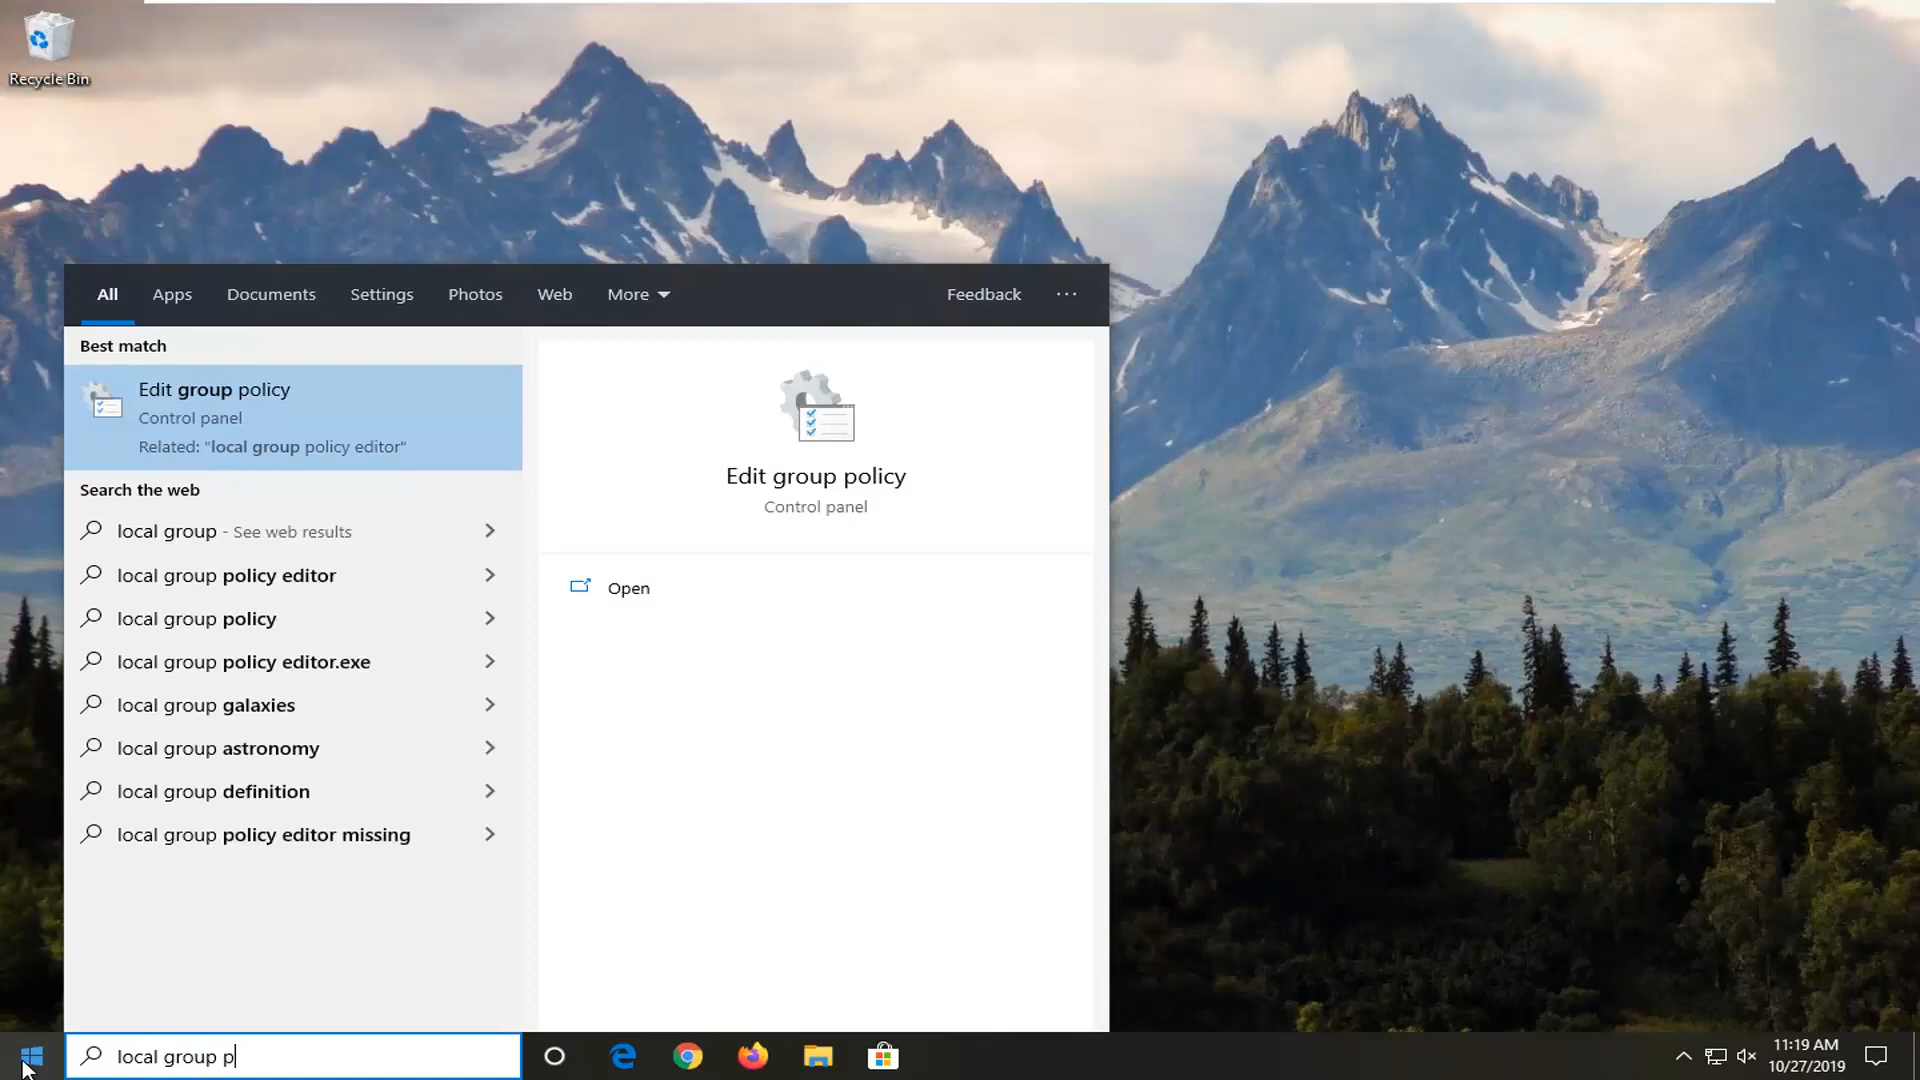 Recycle Bin
All Apps Documents Settings Photos Web More Feedback ...
Best match
Edit group policy
Control panel
Related: "local group policy editor"
Search the web
local group - See web results
local group policy editor
local group policy
local group policy editor.exe
local group galaxies
local group astronomy
local group definition
local group policy editor missing
Edit group policy
Control panel
Open
local group p
11:19 AM
10/27/2019